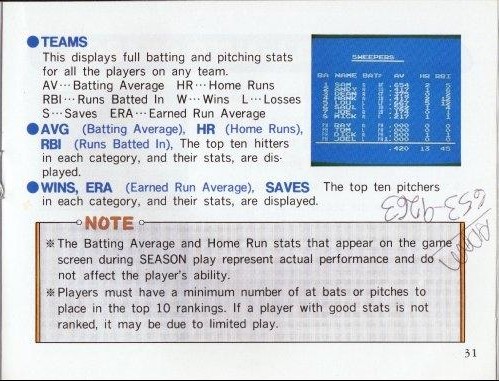 ●TEAMS
This displays full batting and pitching stats
for all the players on any team.
AV…Batting Average HR…Home Runs
RBI…Runs Batted In W…Wins L…Losses
S…Saves ERA…Earned Run Average
●AVG (Batting Average), HR (Home Runs),
RBI (Runs Batted In), The top ten hitters
in each category, and their stats, are dis-
played.
●WINS, ERA (Earned Run Average), SAVES The top ten pitchers
in each category, and their stats, are displayed.
SWEEPERS
BA NAME BAT AV HR RBI
.000
.000
.000
.000
.420 13 45
653-9263
NOTE
※The Batting Average and Home Run stats that appear on the game
screen during SEASON play represent actual performance and do
not affect the player's ability.
※Players must have a minimum number of at bats or pitches to
place in the top 10 rankings. If a player with good stats is not
ranked, it may be due to limited play.
31